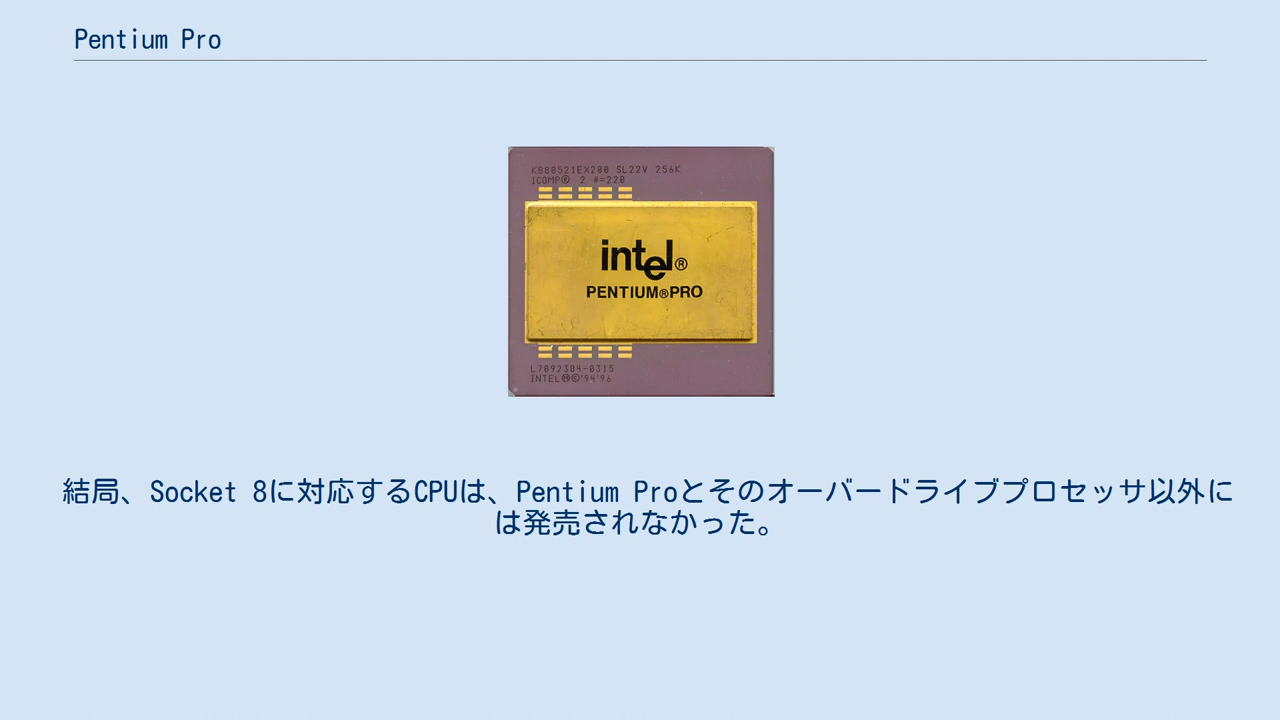 Pentium Pro
KB80521EX200 SL22V 256K
ICOMP® 2 #=220
intel®
PENTIUM®PRO
L7092384-0315
INTELⓂ©'94'96
結局、Socket 8に対応するCPUは、Pentium Proとそのオーバードライブプロセッサ以外に
は発売されなかった。